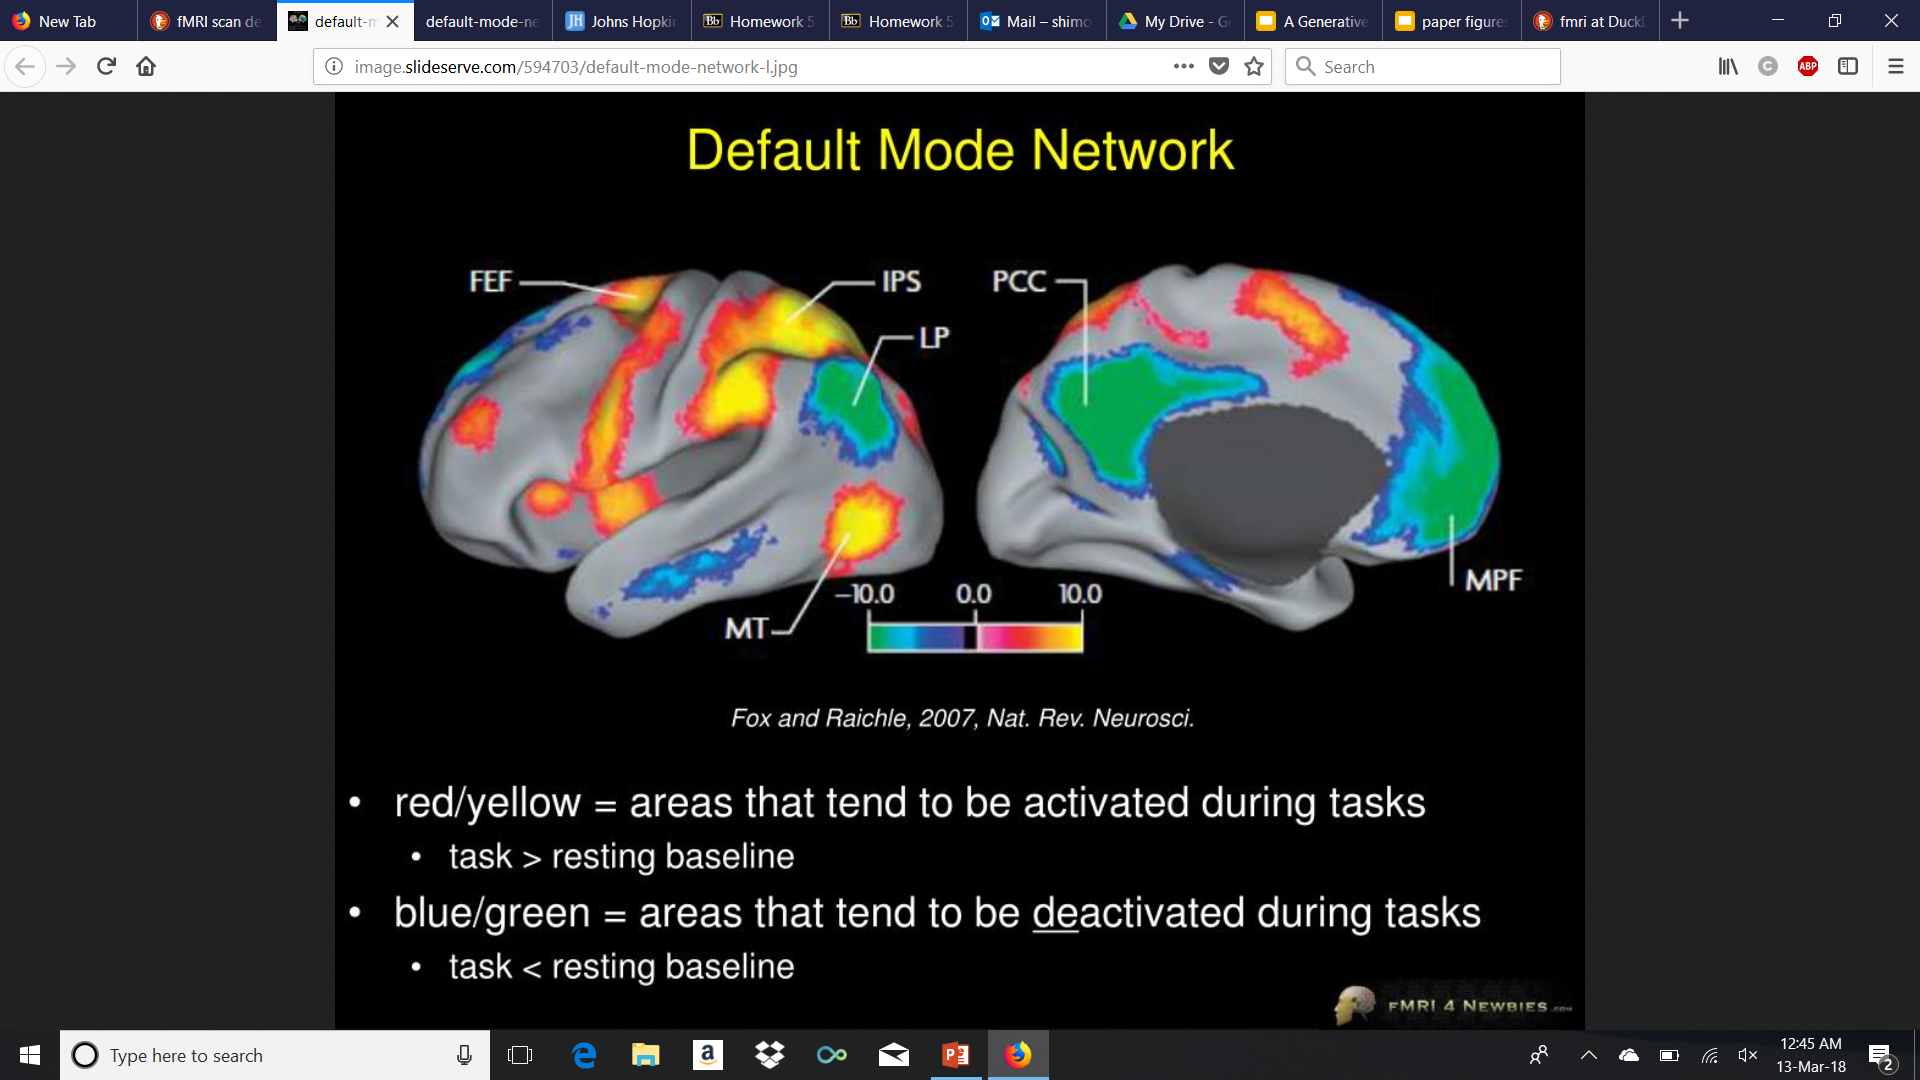 New Tab
fMRI scan de
default-m
default-mode-ne
Johns Hopkin
Homework 5
Homework 5
Mail – shimo
My Drive - G
A Generative
paper figure
fmri at DuckD
image.slideserve.com/594703/default-mode-network-l.jpg
Search
Default Mode Network
FEF
IPS
LP
MT
PCC
MPF
−10.0 0.0 10.0
Fox and Raichle, 2007, Nat. Rev. Neurosci.
• red/yellow = areas that tend to be activated during tasks
• task > resting baseline
• blue/green = areas that tend to be deactivated during tasks
• task < resting baseline
fMRI 4 Newbies.com
Type here to search
12:45 AM
13-Mar-18
2